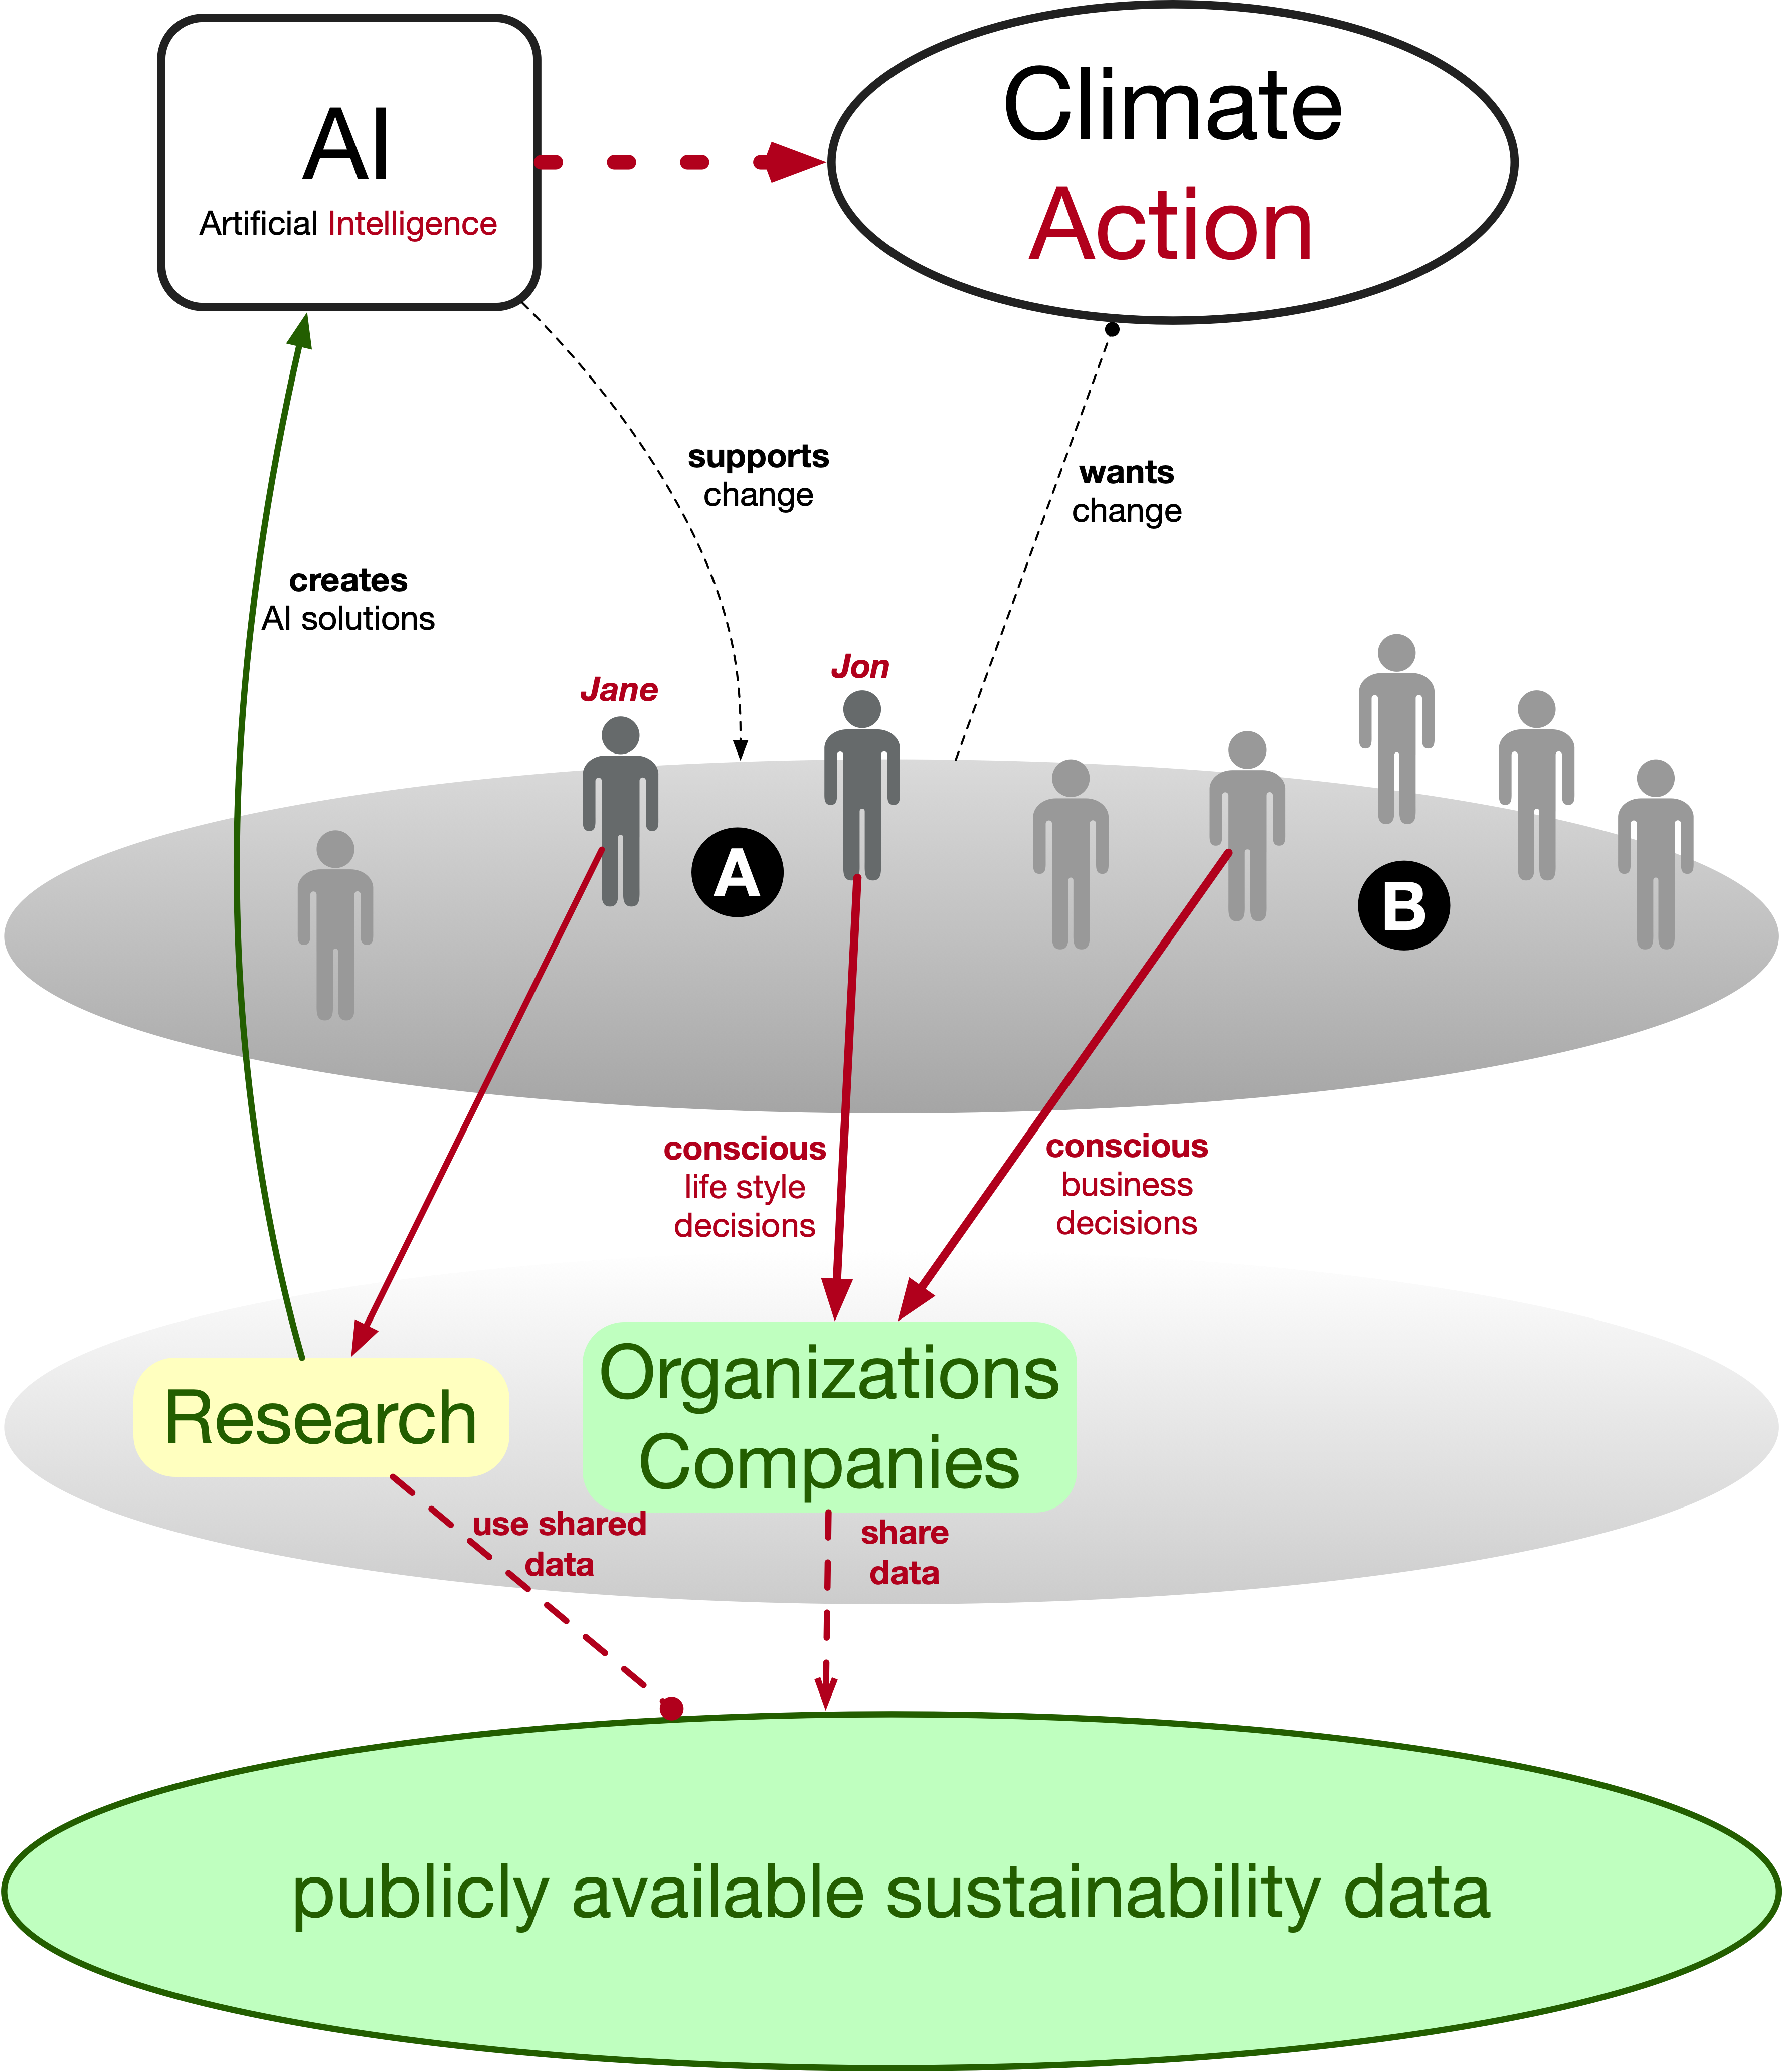 AI
Artificial Intelligence
Climate
Action
supports
change
wants
change
creates
AI solutions
Jane
Jon
A
B
conscious
life style
decisions
conscious
business
decisions
Research
Organizations
Companies
use shared
data
share
data
publicly available sustainability data